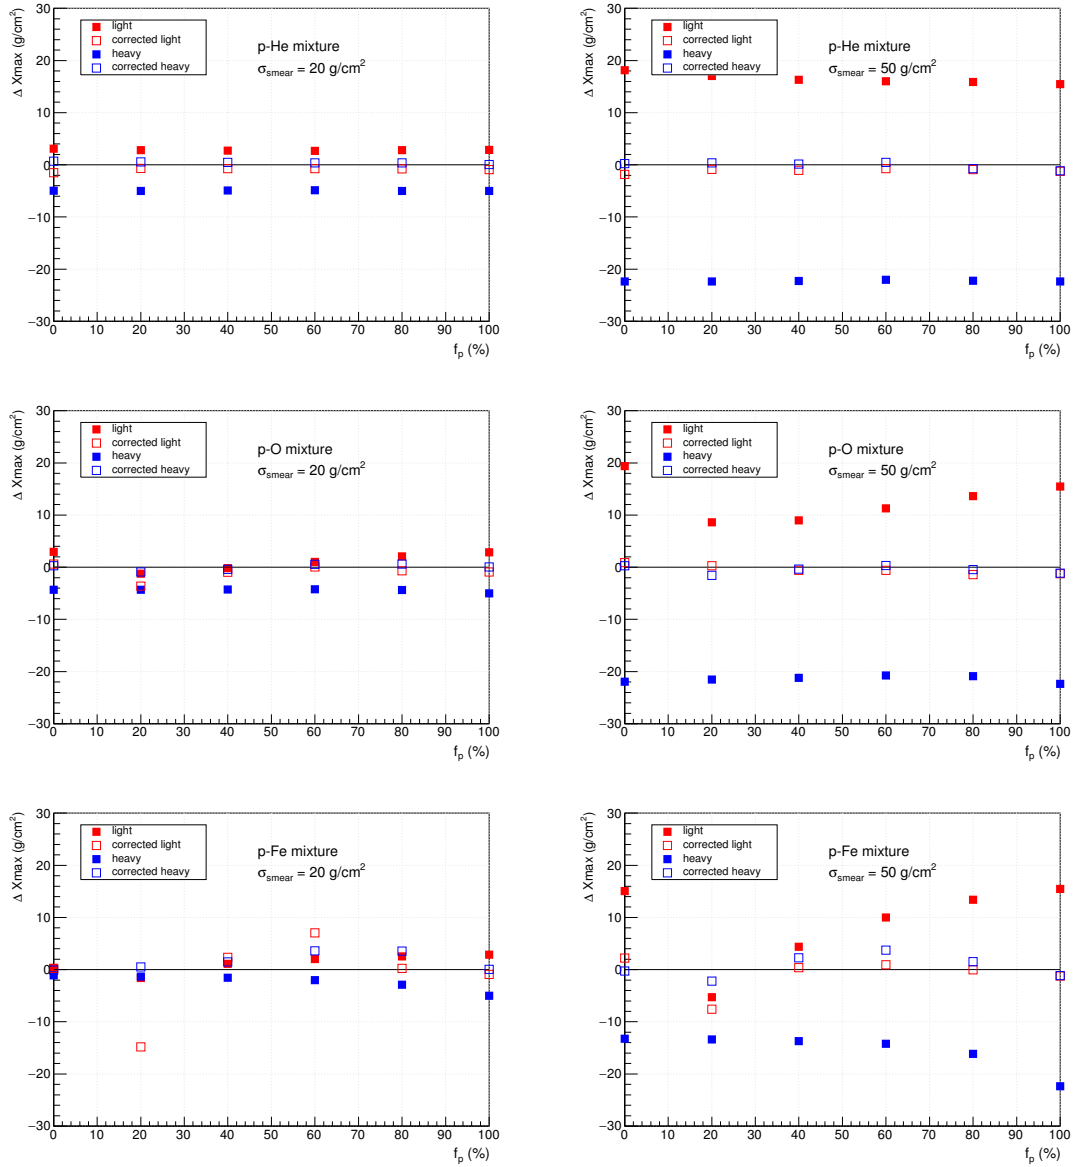 Δ Xmax (g/cm²)
30
20
10
0
−10
−20
−30
light
corrected light
heavy
corrected heavy
p-He mixture
σsmear = 20 g/cm²
0 10 20 30 40 50 60 70 80 90 100
fp (%)
Δ Xmax (g/cm²)
30
20
10
0
−10
−20
−30
light
corrected light
heavy
corrected heavy
p-He mixture
σsmear = 50 g/cm²
0 10 20 30 40 50 60 70 80 90 100
fp (%)
Δ Xmax (g/cm²)
30
20
10
0
−10
−20
−30
light
corrected light
heavy
corrected heavy
p-O mixture
σsmear = 20 g/cm²
0 10 20 30 40 50 60 70 80 90 100
fp (%)
Δ Xmax (g/cm²)
30
20
10
0
−10
−20
−30
light
corrected light
heavy
corrected heavy
p-O mixture
σsmear = 50 g/cm²
0 10 20 30 40 50 60 70 80 90 100
fp (%)
Δ Xmax (g/cm²)
30
20
10
0
−10
−20
−30
light
corrected light
heavy
corrected heavy
p-Fe mixture
σsmear = 20 g/cm²
0 10 20 30 40 50 60 70 80 90 100
fp (%)
Δ Xmax (g/cm²)
30
20
10
0
−10
−20
−30
light
corrected light
heavy
corrected heavy
p-Fe mixture
σsmear = 50 g/cm²
0 10 20 30 40 50 60 70 80 90 100
fp (%)